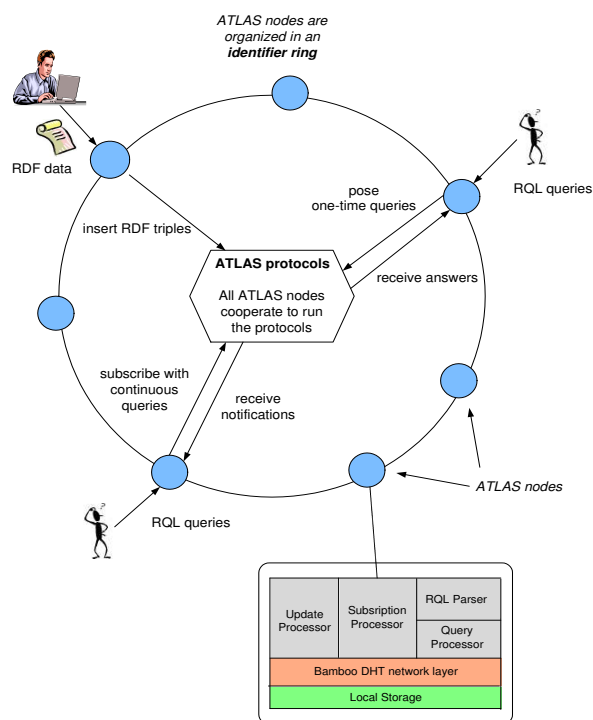 ATLAS nodes are
organized in an
identifier ring
RDF data
RQL queries
pose
one-time queries
insert RDF triples
ATLAS protocols
receive answers
All ATLAS nodes
cooperate to run
the protocols
subscribe with
continuous
queries
receive
notifications
ATLAS nodes
RQL queries
Update
Processor
Subsription
Processor
RQL Parser
Query
Processor
Bamboo DHT network layer
Local Storage